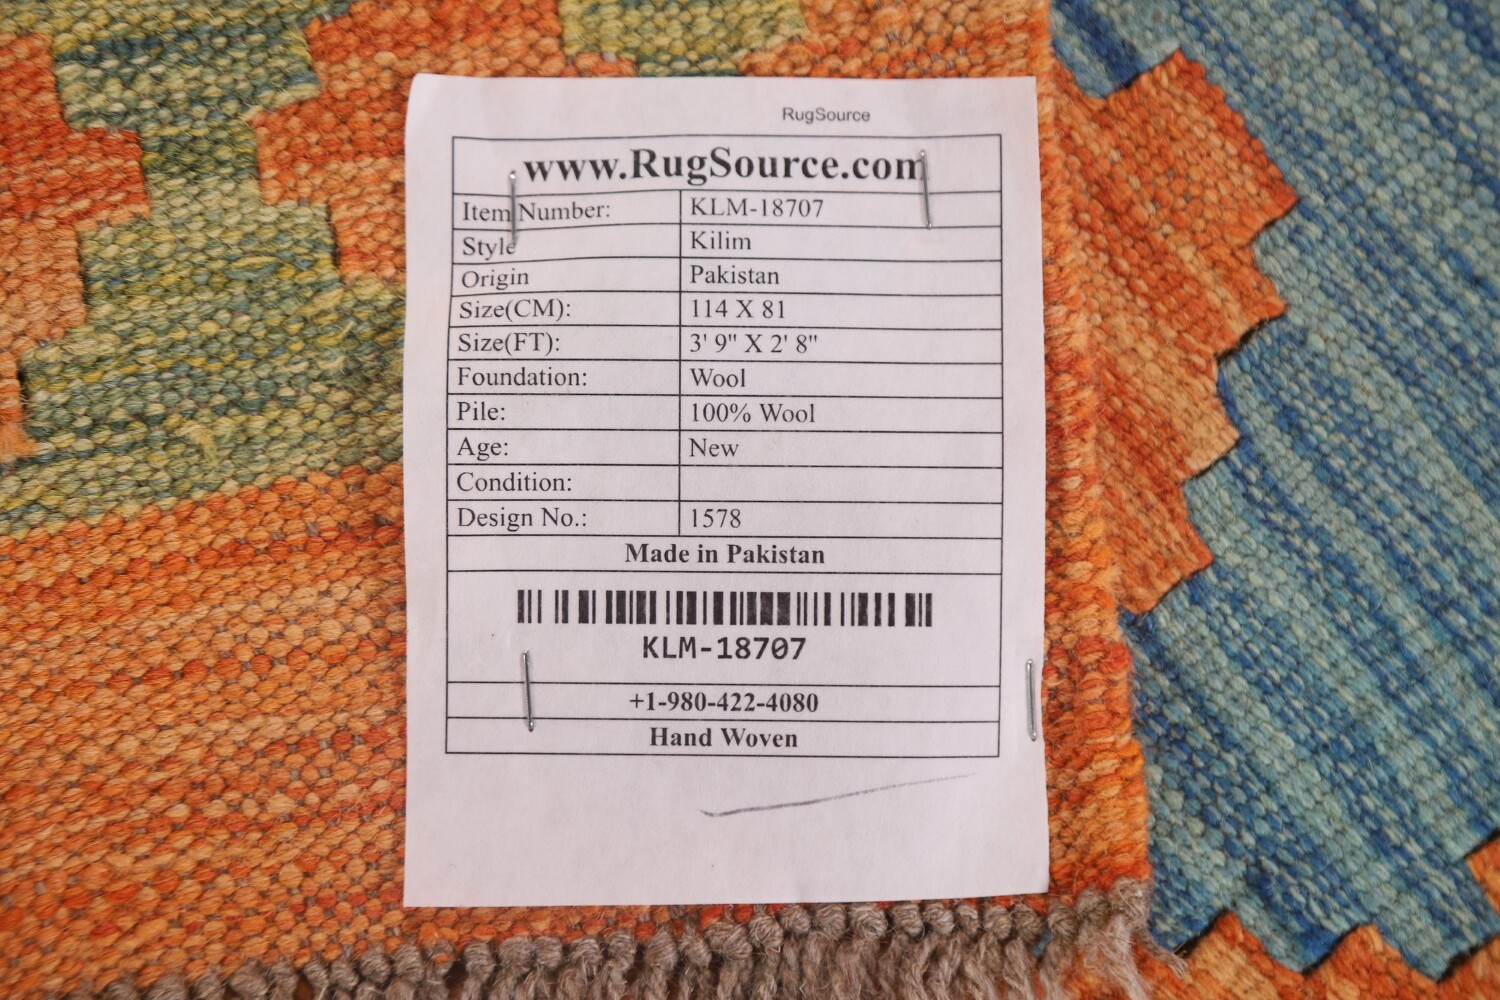 RugSource
www.RugSource.com
Item Number: KLM-18707
Style Kilim
Origin Pakistan
Size(CM): 114 X 81
Size(FT): 3' 9" X 2' 8"
Foundation: Wool
Pile: 100% Wool
Age: New
Condition:
Design No.: 1578
Made in Pakistan
KLM-18707
+1-980-422-4080
Hand Woven